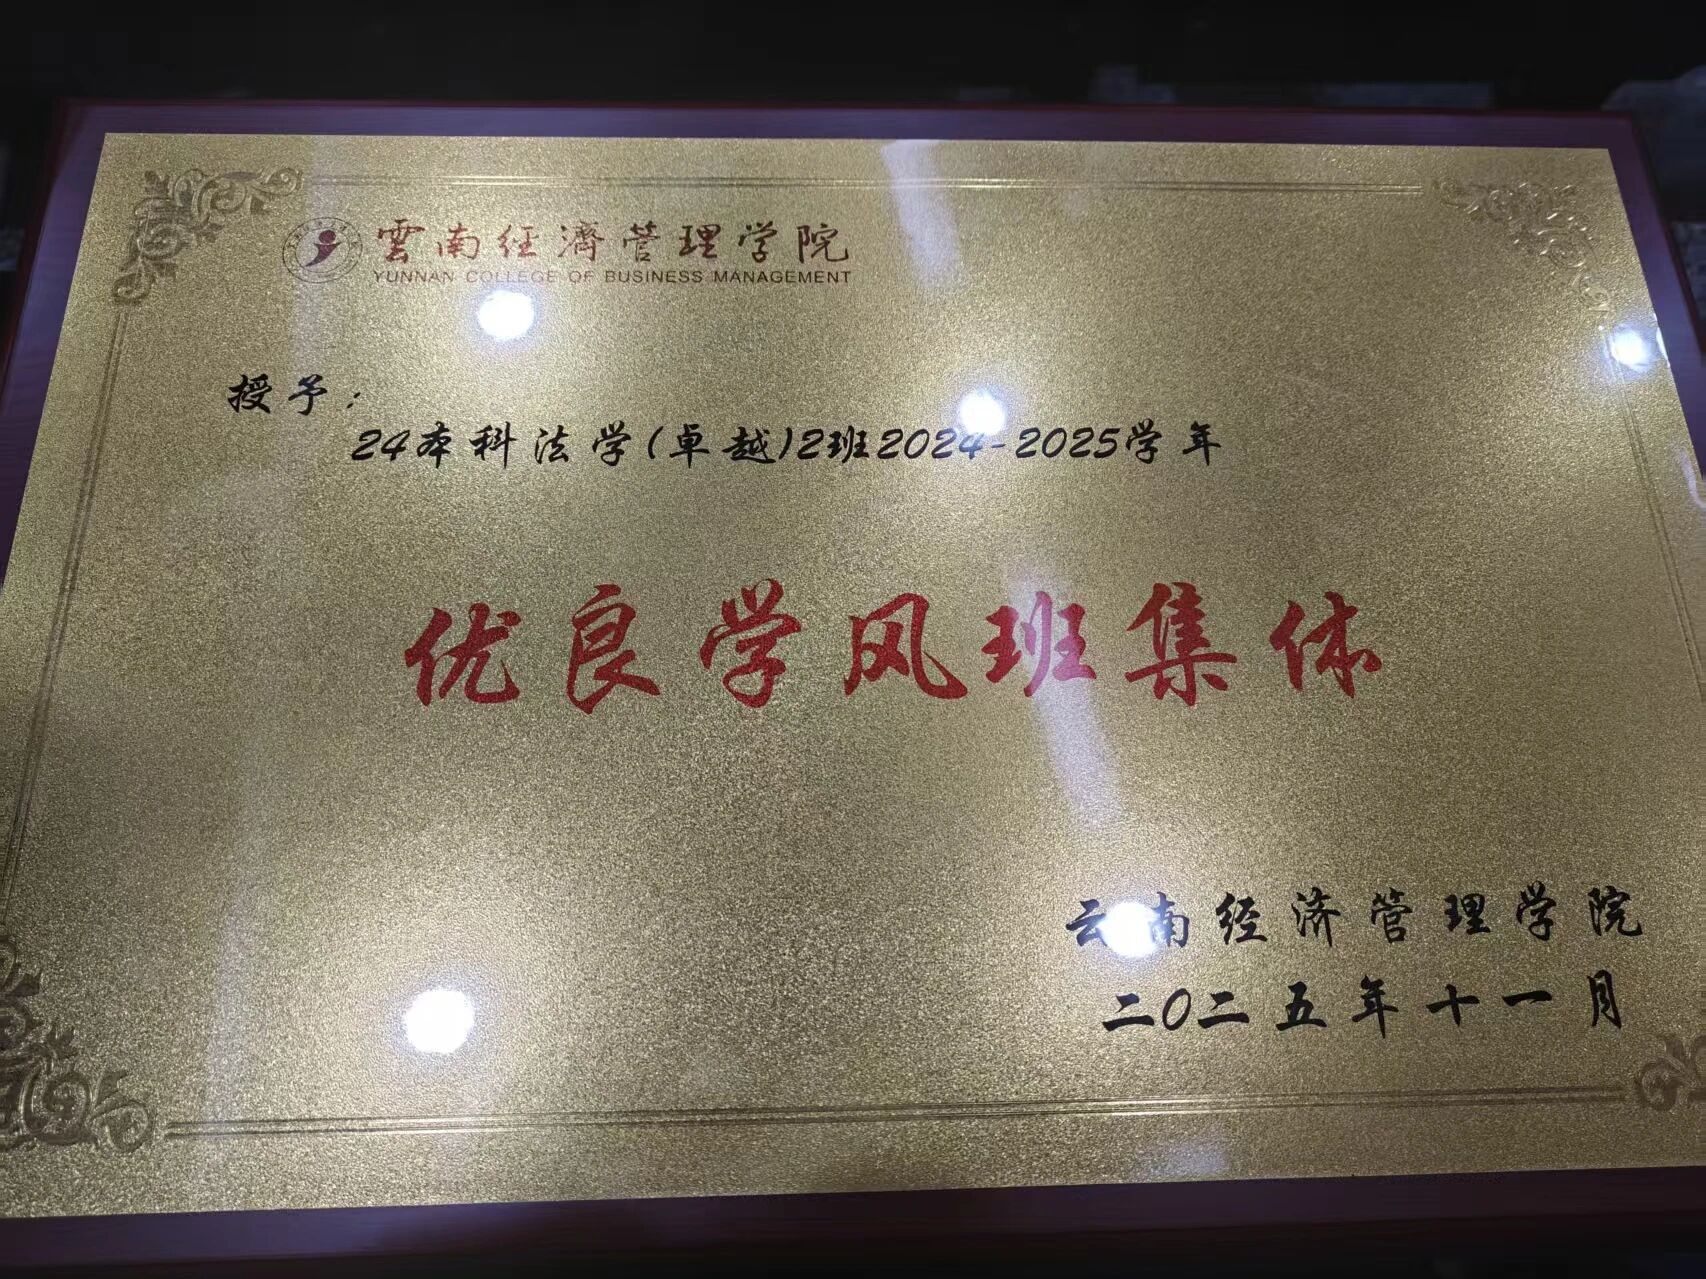 雲南经濟管理学院
YUNNAN COLLEGE OF BUSINESS MANAGEMENT
授予：
24本科法学(卓越)2班2024-2025学年
优良学风班集体
云南经济管理学院
二〇二五年十一月